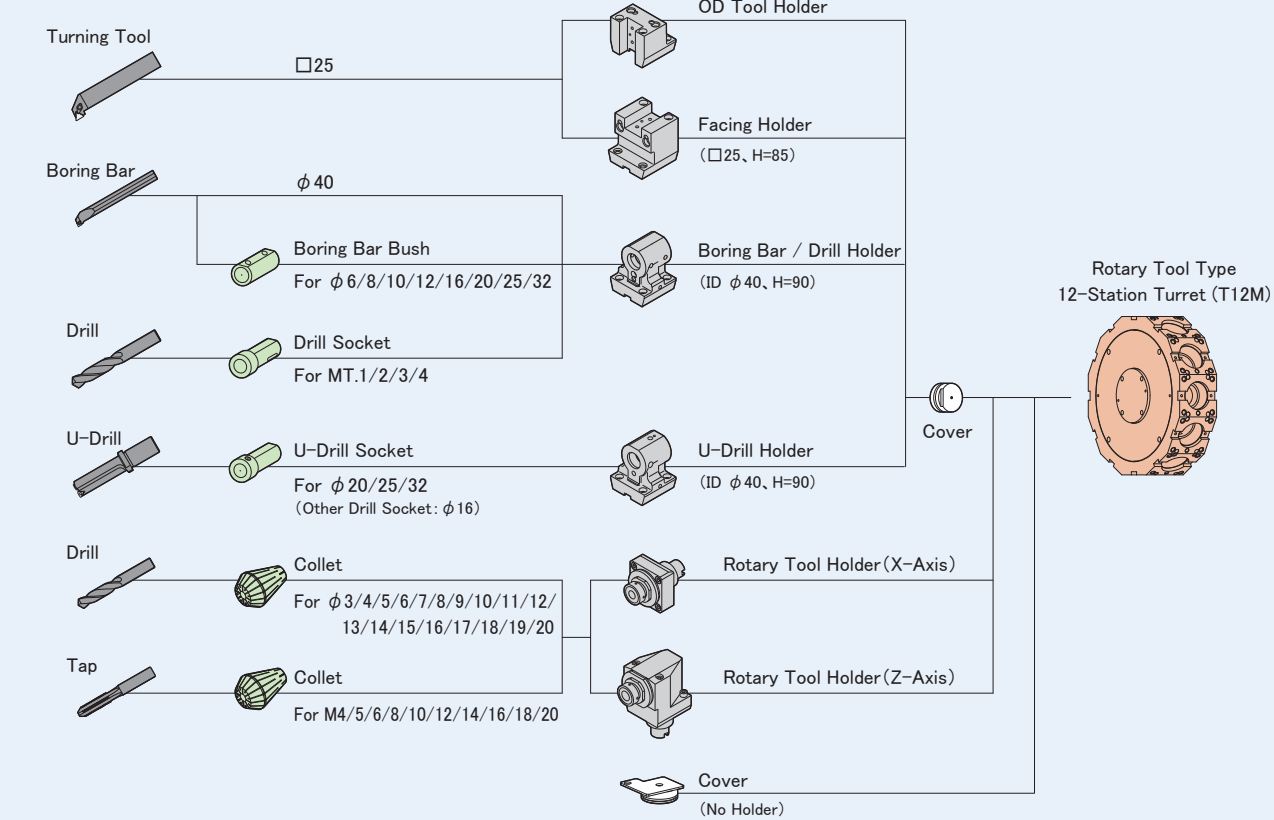 OD Tool Holder
Turning Tool
□25
Facing Holder
(□25、H=85)
Boring Bar
φ40
Boring Bar Bush
For φ6/8/10/12/16/20/25/32
Boring Bar / Drill Holder
(ID φ40、H=90)
Rotary Tool Type
12-Station Turret (T12M)
Drill
Drill Socket
For MT.1/2/3/4
Cover
U-Drill
U-Drill Socket
For φ20/25/32
(Other Drill Socket: φ16)
U-Drill Holder
(ID φ40、H=90)
Drill
Collet
For φ3/4/5/6/7/8/9/10/11/12/
13/14/15/16/17/18/19/20
Rotary Tool Holder(X-Axis)
Tap
Collet
For M4/5/6/8/10/12/14/16/18/20
Rotary Tool Holder(Z-Axis)
Cover
(No Holder)